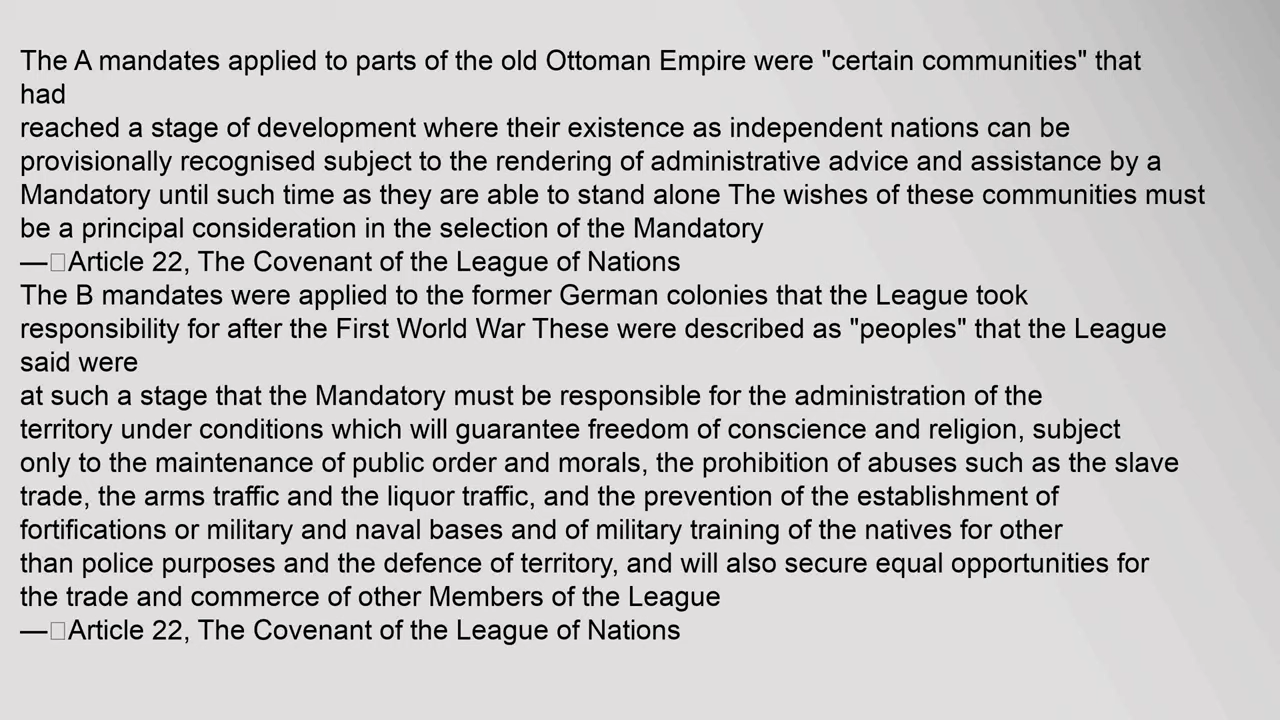 The A mandates applied to parts of the old Ottoman Empire were "certain communities" that
had
reached a stage of development where their existence as independent nations can be
provisionally recognised subject to the rendering of administrative advice and assistance by a
Mandatory until such time as they are able to stand alone The wishes of these communities must
be a principal consideration in the selection of the Mandatory
—□Article 22, The Covenant of the League of Nations
The B mandates were applied to the former German colonies that the League took
responsibility for after the First World War These were described as "peoples" that the League
said were
at such a stage that the Mandatory must be responsible for the administration of the
territory under conditions which will guarantee freedom of conscience and religion, subject
only to the maintenance of public order and morals, the prohibition of abuses such as the slave
trade, the arms traffic and the liquor traffic, and the prevention of the establishment of
fortifications or military and naval bases and of military training of the natives for other
than police purposes and the defence of territory, and will also secure equal opportunities for
the trade and commerce of other Members of the League
—□Article 22, The Covenant of the League of Nations